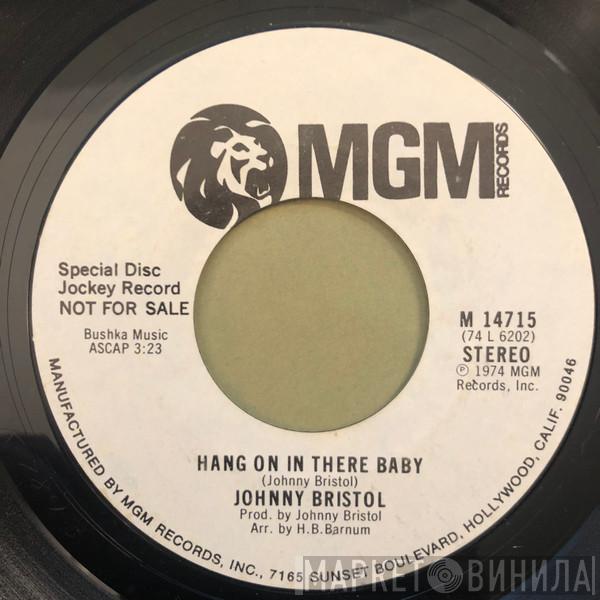 MGM
RECORDS
Special Disc
Jockey Record
NOT FOR SALE
Bushka Music
ASCAP 3:23
M 14715
(74 L 6202)
STEREO
℗ 1974 MGM
Records, Inc.
HANG ON IN THERE BABY
(Johnny Bristol)
JOHNNY BRISTOL
Prod. by Johnny Bristol
Arr. by H.B.Barnum
MANUFACTURED BY MGM RECORDS, INC., 7165 SUNSET BOULEVARD, HOLLYWOOD, CALIF. 90046
МАРКЕТ ВИНИЛА